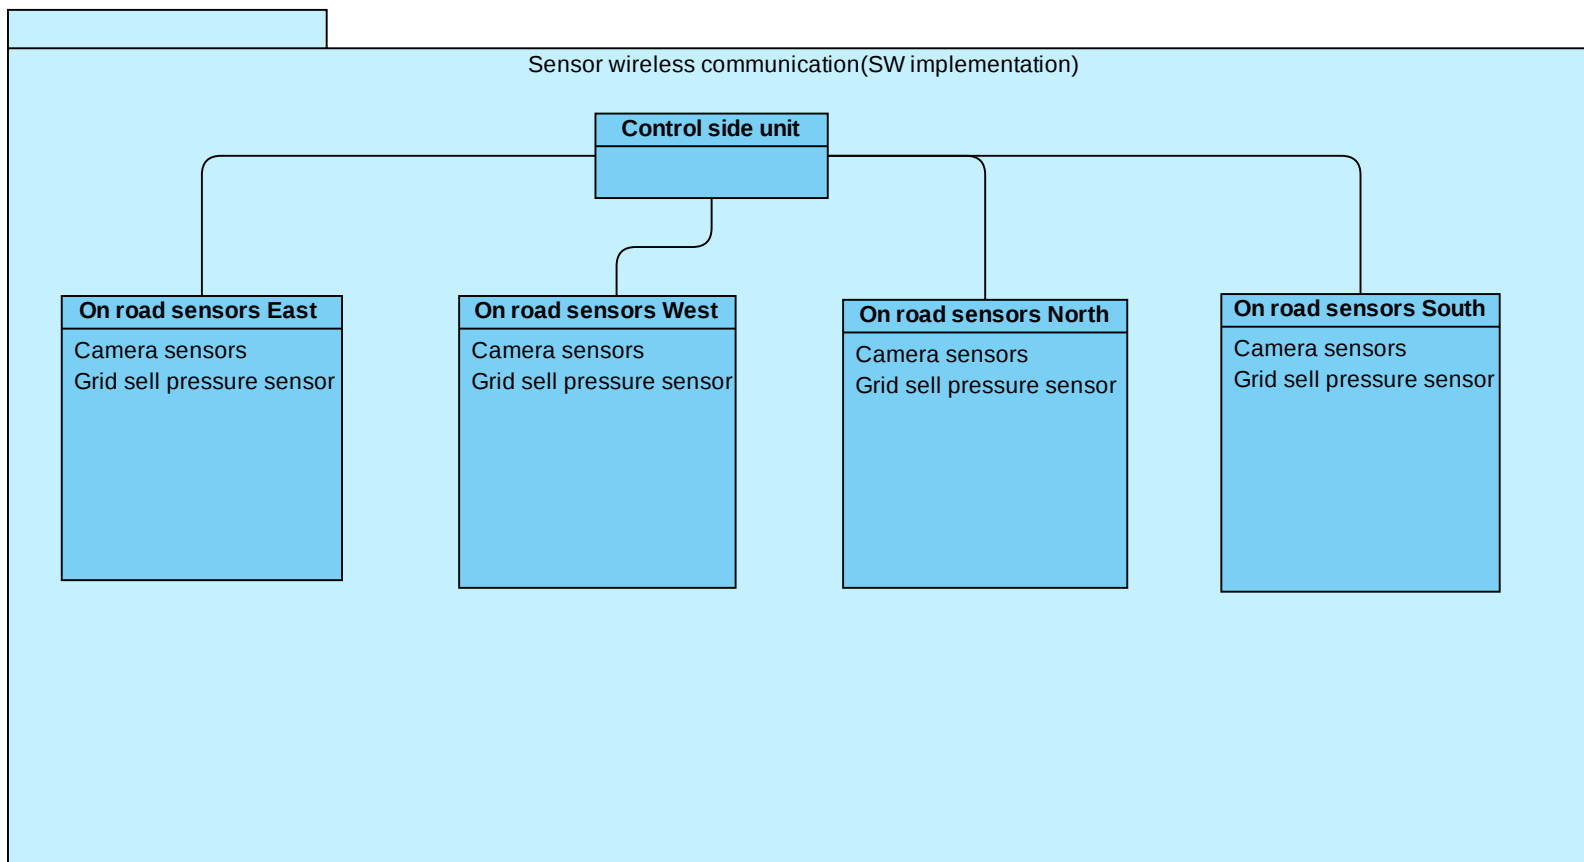 Sensor wireless communication(SW implementation)
Control side unit
On road sensors East
Camera sensors
Grid sell pressure sensor
On road sensors West
Camera sensors
Grid sell pressure sensor
On road sensors North
Camera sensors
Grid sell pressure sensor
On road sensors South
Camera sensors
Grid sell pressure sensor